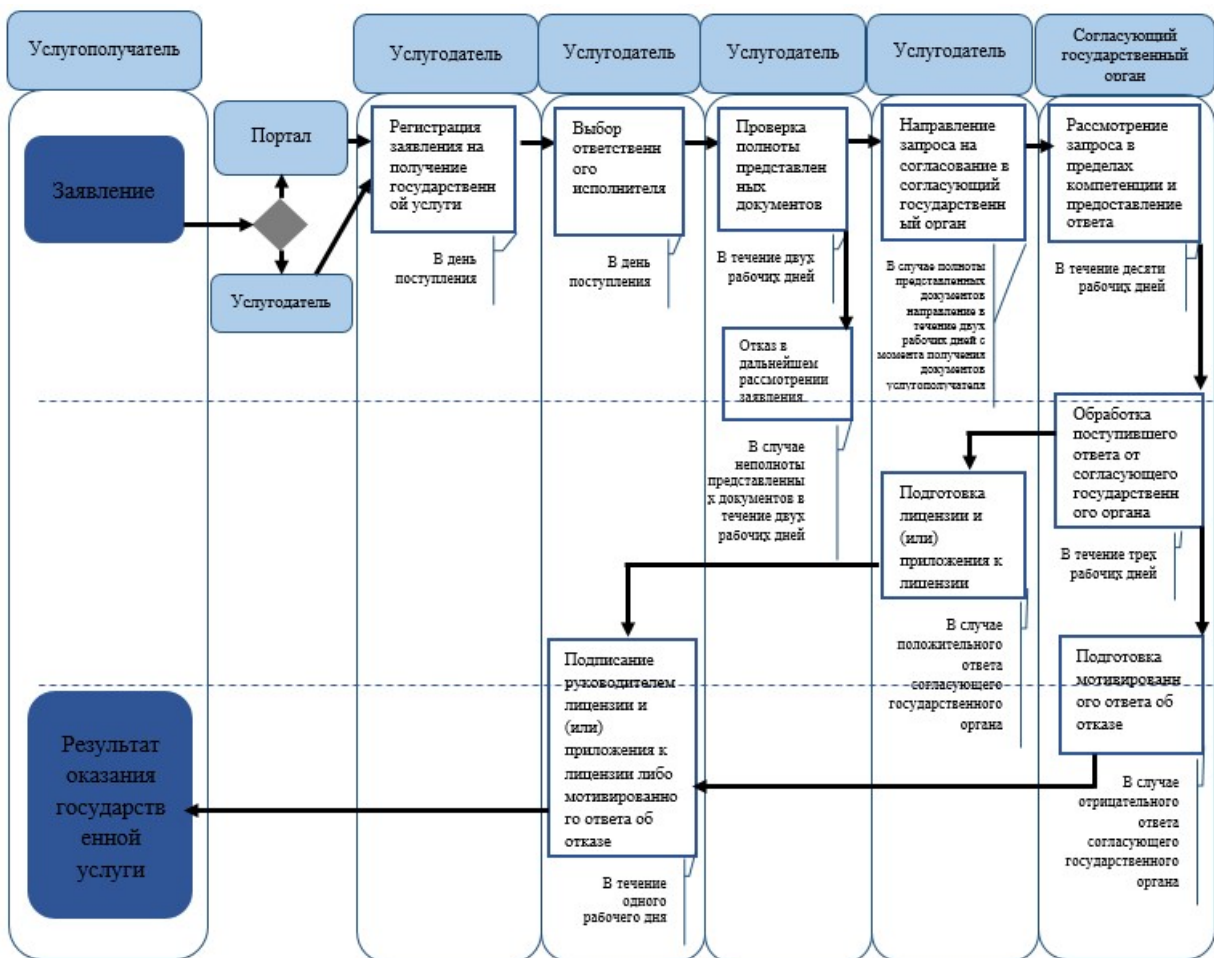 Услугополучатель
Услугодатель
Услугодатель
Услугодатель
Услугодатель
Согласующий
государственный
орган
Заявление
Портал
Услугодатель
Регистрация
заявления на
получение
государственн
ой услуги
В день
поступления
Выбор
ответственн
ого
исполнителя
В день
поступления
Проверка
полноты
представлен
ных
документов
В течение двух
рабочих дней
Направление
запроса на
согласование в
согласующий
государствен
ный орган
В случае полноты
представленных
документов
направление в
течение двух
рабочих дней с
момента получения
документов
услугополучателя
Рассмотрение
запроса в
пределах
компетенции и
предоставление
ответа
В течение десяти
рабочих дней
Отказ в
дальнейшем
рассмотрении
заявления
В случае
неполноты
представленны
х документов в
течение двух
рабочих дней
Обработка
поступившего
ответа от
согласующего
государственн
ого органа
В течение трех
рабочих дней
Подготовка
лицензии и
(или)
приложения к
лицензии
В случае
положительного
ответа
согласующего
государственного
органа
Подготовка
мотивированн
ого ответа об
отказе
В случае
отрицательного
ответа
согласующего
государственного
органа
Подписание
руководителем
лицензии и
(или)
приложения к
лицензии либо
мотивированно
го ответа об
отказе
В течение
одного
рабочего дня
Результат
оказания
государств
енной
услуги